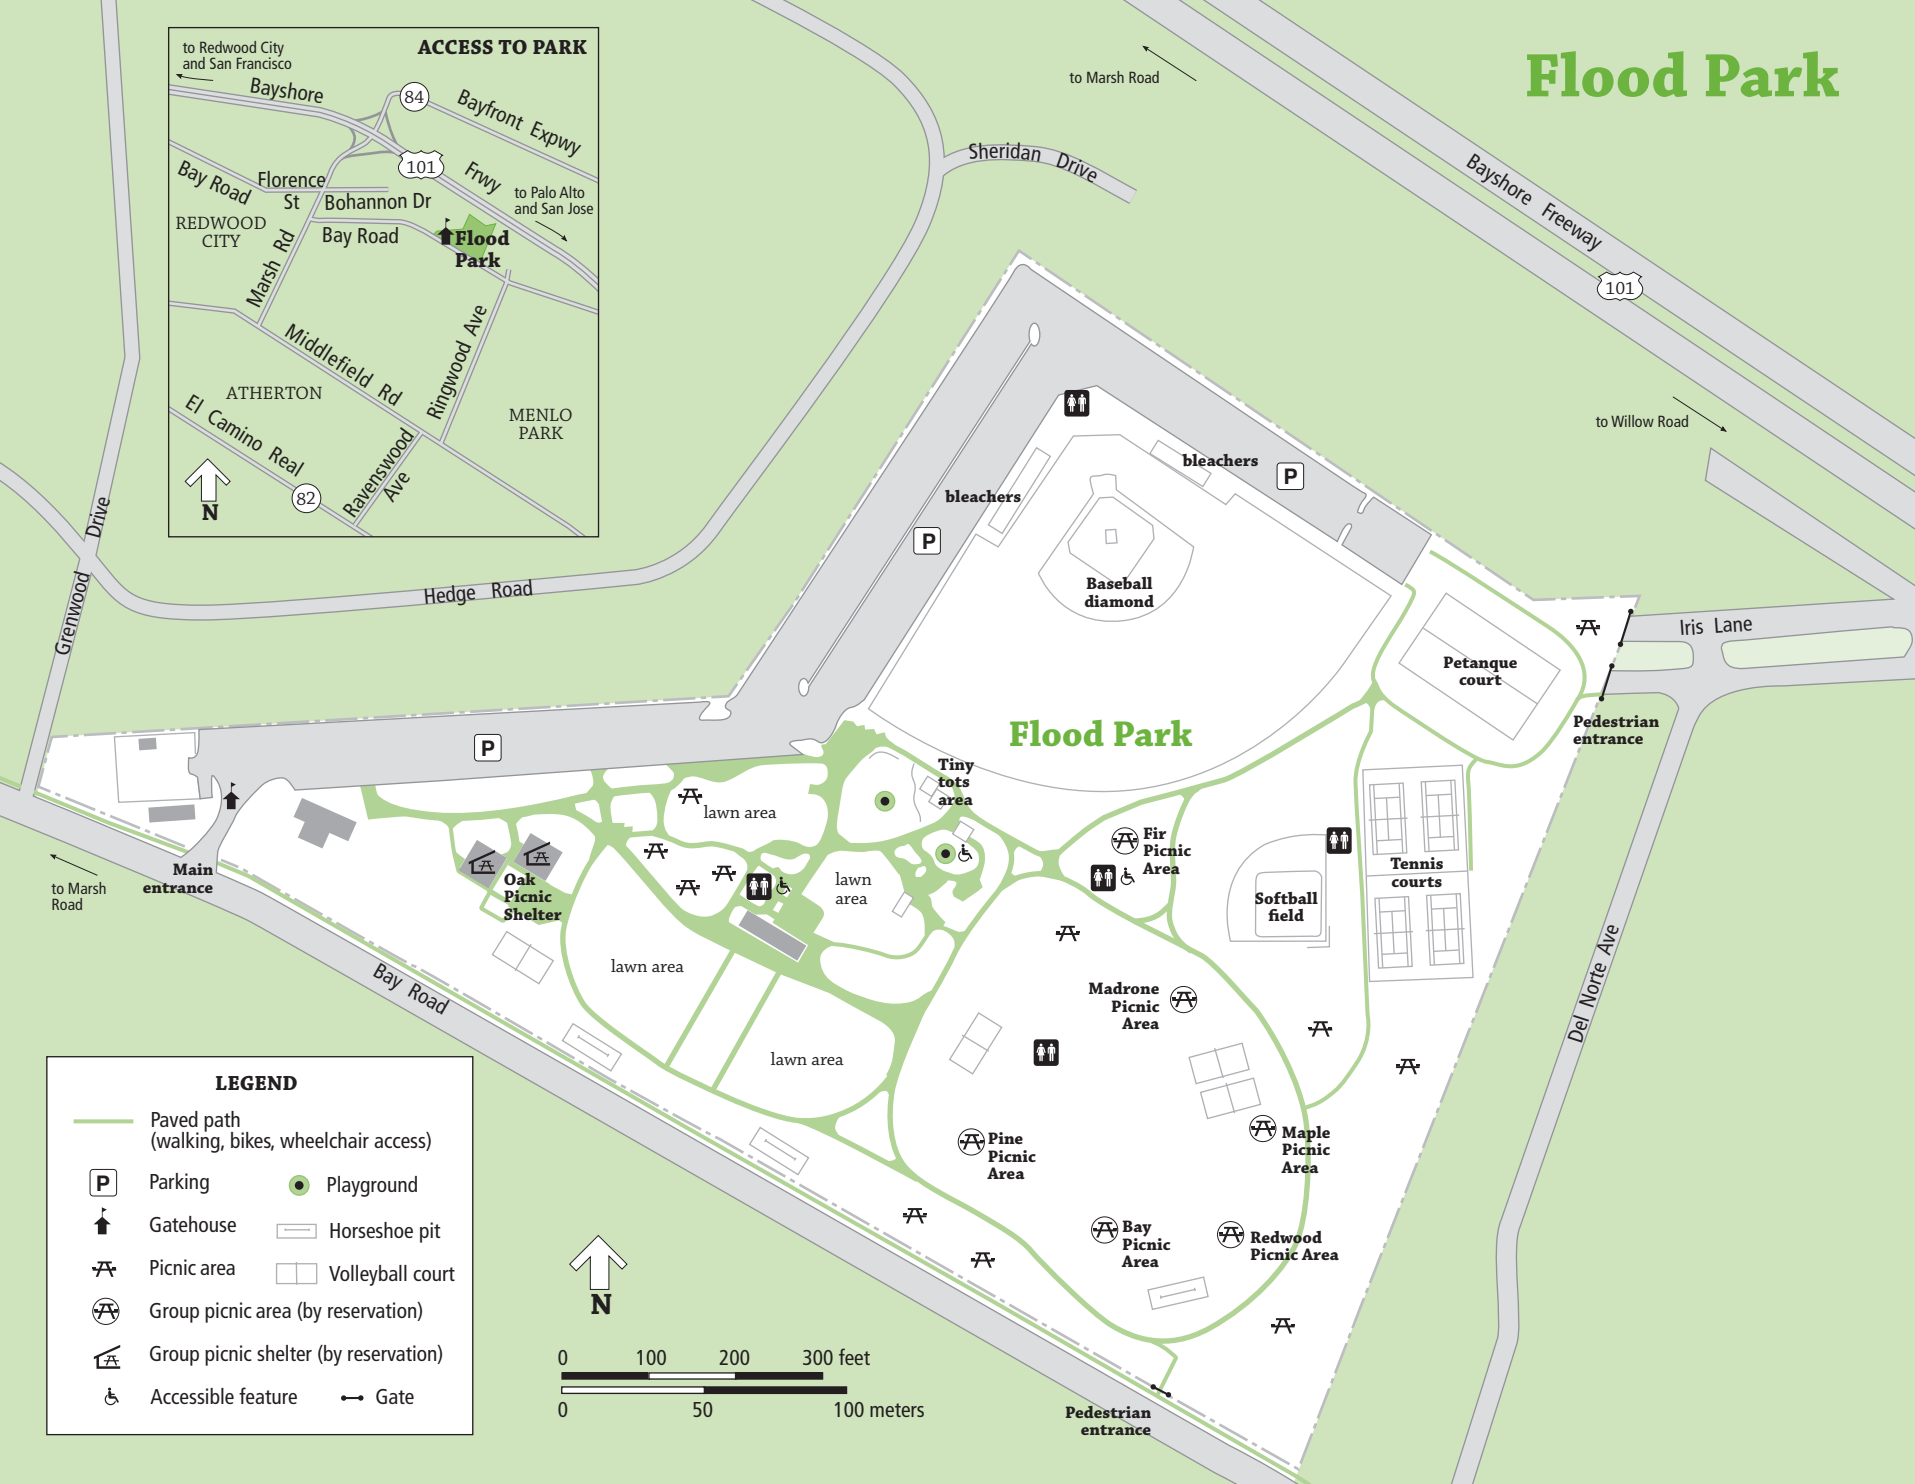 Flood Park
ACCESS TO PARK
to Redwood City
and San Francisco
Bayshore
84
Bayfront Expwy
101
Frwy
to Palo Alto
and San Jose
Bay Road
Florence
St
Bohannon Dr
REDWOOD
CITY
Bay Road
Flood
Park
Marsh Rd
Middlefield Rd
Ringwood Ave
ATHERTON
MENLO
PARK
El Camino Real
Ravenswood
Ave
82
N
to Marsh Road
Sheridan Drive
Bayshore Freeway
101
to Willow Road
Grenwood Drive
Hedge Road
bleachers
bleachers
P
P
Baseball
diamond
Petanque
court
Iris Lane
Pedestrian
entrance
Flood Park
P
Tiny
tots
area
lawn area
Fir
Picnic
Area
Tennis
courts
Softball
field
Main
entrance
to Marsh
Road
Oak
Picnic
Shelter
lawn
area
lawn area
Bay Road
Madrone
Picnic
Area
Del Norte Ave
lawn area
Pine
Picnic
Area
Maple
Picnic
Area
Bay
Picnic
Area
Redwood
Picnic Area
LEGEND
Paved path
(walking, bikes, wheelchair access)
P
Parking
Playground
Gatehouse
Horseshoe pit
Picnic area
Volleyball court
Group picnic area (by reservation)
Group picnic shelter (by reservation)
Accessible feature
Gate
N
0 100 200 300 feet
0 50 100 meters
Pedestrian
entrance